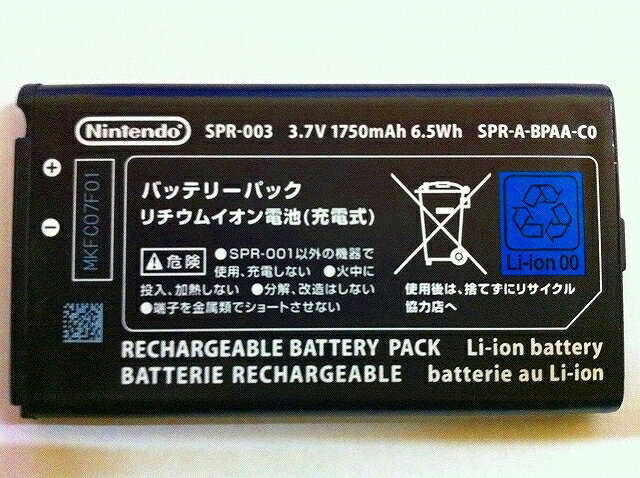 Nintendo SPR-003 3.7V 1750mAh 6.5Wh SPR-A-BPAA-C0
+
−
MKFC07F01
バッテリーパック
リチウムイオン電池(充電式)
危険 ●SPR-001以外の機器で
使用、充電しない ●火中に
投入、加熱しない ●分解、改造はしない
●端子を金属類でショートさせない
Li-ion 00
使用後は、捨てずにリサイクル
協力店へ
RECHARGEABLE BATTERY PACK Li-ion battery
BATTERIE RECHARGEABLE batterie au Li-ion